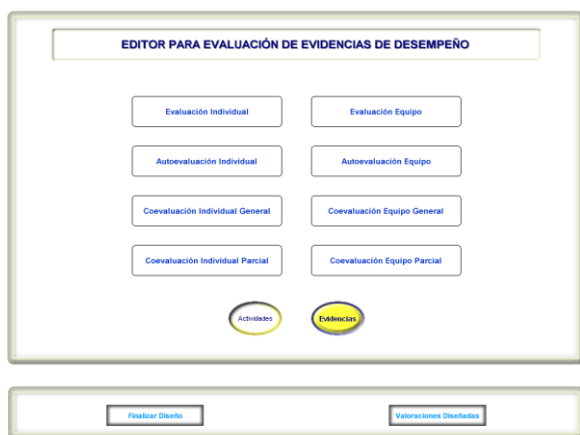 EDITOR PARA EVALUACIÓN DE EVIDENCIAS DE DESEMPEÑO
Evaluación Individual
Evaluación Equipo
Autoevaluación Individual
Autoevaluación Equipo
Coevaluación Individual General
Coevaluación Equipo General
Coevaluación Individual Parcial
Coevaluación Equipo Parcial
Actividades
Evidencias
Finalizar Diseño
Valoraciones Diseñadas